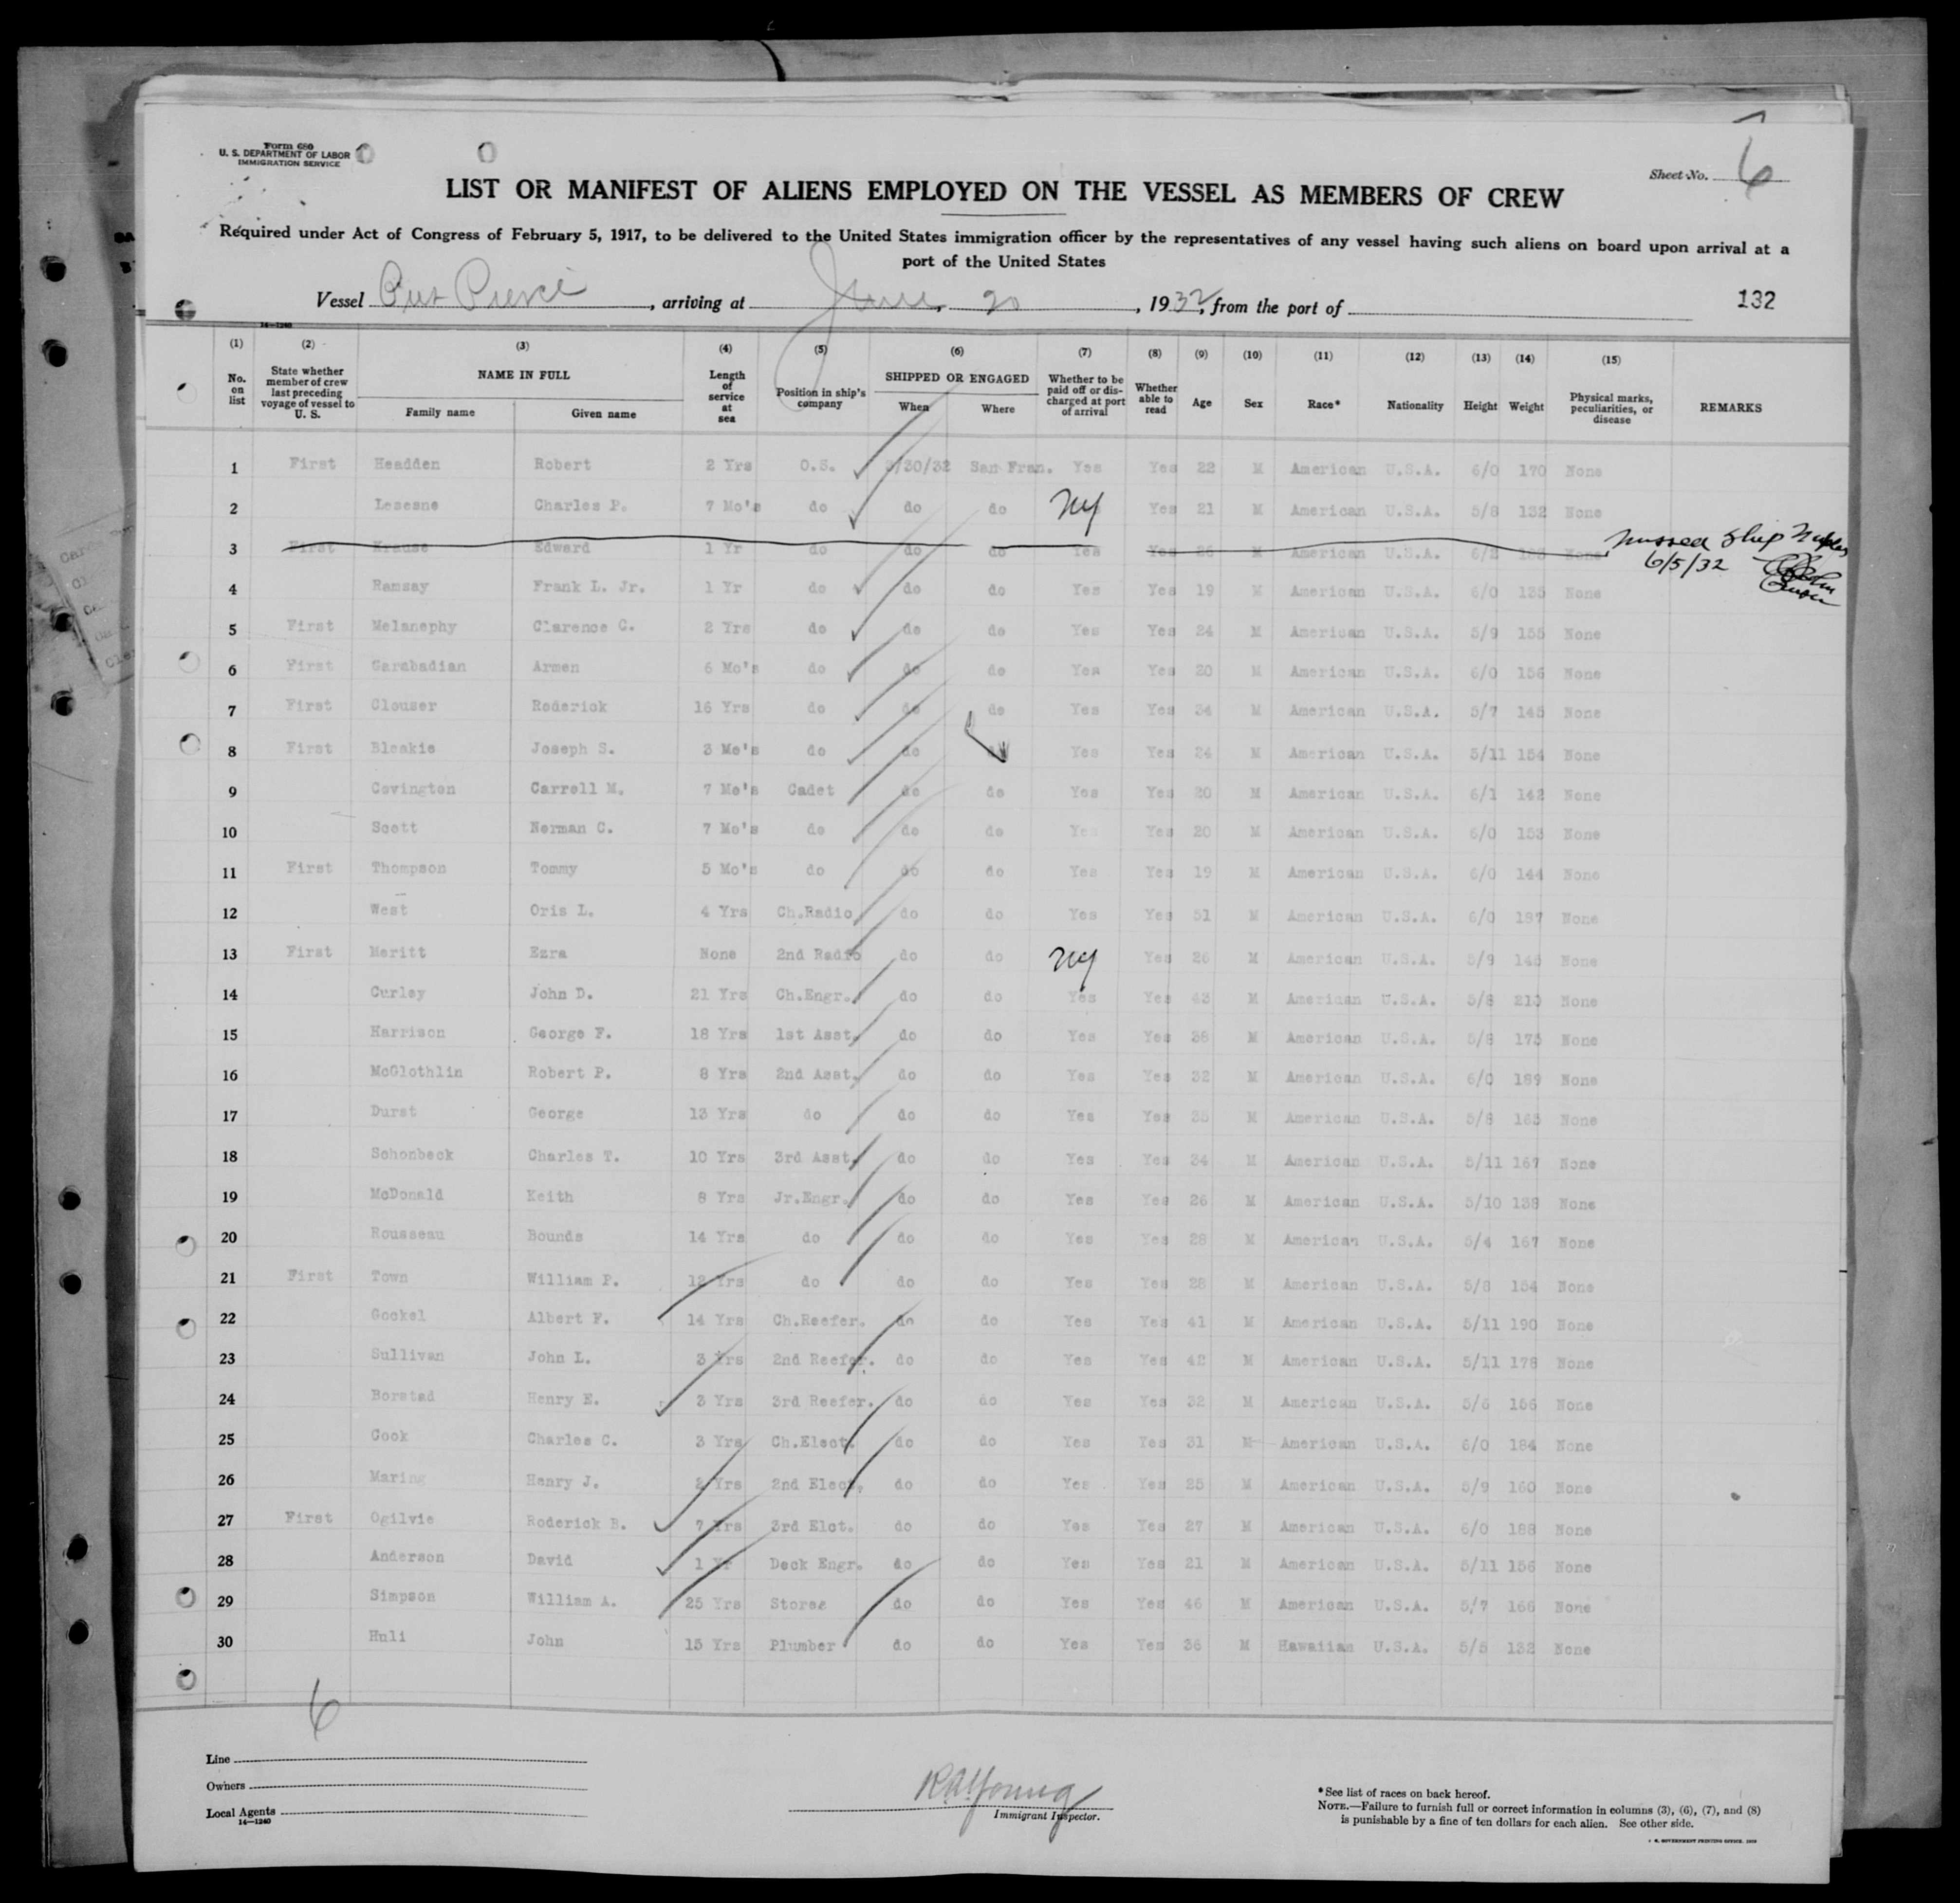 Form 680
U. S. DEPARTMENT OF LABOR
IMMIGRATION SERVICE
Sheet No. 6
LIST OR MANIFEST OF ALIENS EMPLOYED ON THE VESSEL AS MEMBERS OF CREW
Required under Act of Congress of February 5, 1917, to be delivered to the United States immigration officer by the representatives of any vessel having such aliens on board upon arrival at a
port of the United States
Vessel Pierce, arriving at June, 20, 1932, from the port of 132
14—1240
(1) (2) (3) (4) (5) (6) (7) (8) (9) (10) (11) (12) (13) (14) (15)
No. on list
State whether member of crew last preceding voyage of vessel to U. S.
NAME IN FULL
Family name Given name
Length of service at sea
Position in ship's company
SHIPPED OR ENGAGED
When Where
Whether to be paid off or discharged at port of arrival
Whether able to read
Age Sex Race* Nationality Height Weight
Physical marks, peculiarities, or disease
REMARKS
1 First Headden Robert 2 Yrs O.S. 3/30/32 San Fran. Yes Yes 22 M American U.S.A. 6/0 170 None
2 Lesesne Charles P. 7 Mo's do do do NY Yes 21 M American U.S.A. 5/8 132 None
3 First Krause Edward 1 Yr do do do Yes Yes 26 M American U.S.A. 6/2 None missed ship Naples
6/5/32
4 Ramsay Frank L. Jr. 1 Yr do do do Yes Yes 19 M American U.S.A. 6/0 135 None
5 First Melanephy Clarence C. 2 Yrs do do do Yes Yes 24 M American U.S.A. 5/9 155 None
6 First Sarabadian Armen 6 Mo's do do do Yes Yes 20 M American U.S.A. 6/0 156 None
7 First Clouser Roderick 16 Yrs do do do Yes Yes 34 M American U.S.A. 5/7 145 None
8 First Bleakie Joseph S. 3 Mo's do do Yes Yes 24 M American U.S.A. 5/11 154 None
9 Covington Carrell M. 7 Mo's Cadet do do Yes Yes 20 M American U.S.A. 6/1 142 None
10 Scott Norman C. 7 Mo's do do do Yes Yes 20 M American U.S.A. 6/0 153 None
11 First Thompson Tommy 5 Mo's do do do Yes Yes 19 M American U.S.A. 6/0 144 None
12 West Oris L. 4 Yrs Ch.Radio do do Yes Yes 51 M American U.S.A. 6/0 187 None
13 First Meritt Ezra None 2nd Radio do do NY Yes 26 M American U.S.A. 5/9 145 None
14 Curley John D. 21 Yrs Ch.Engr. do do Yes Yes 43 M American U.S.A. 5/8 210 None
15 Harrison George F. 18 Yrs 1st Asst. do do Yes Yes 38 M American U.S.A. 5/8 175 None
16 McGlothlin Robert P. 8 Yrs 2nd Asst. do do Yes Yes 32 M American U.S.A. 6/0 189 None
17 Durst George 13 Yrs do do do Yes Yes 35 M American U.S.A. 5/8 165 None
18 Schonbeck Charles T. 10 Yrs 3rd Asst. do do Yes Yes 34 M American U.S.A. 5/11 167 None
19 McDonald Keith 8 Yrs Jr.Engr. do do Yes Yes 26 M American U.S.A. 5/10 138 None
20 Rousseau Bounds 14 Yrs do do do Yes Yes 28 M American U.S.A. 5/4 167 None
21 First Town William P. 12 Yrs do do do Yes Yes 28 M American U.S.A. 5/8 154 None
22 Gockel Albert F. 14 Yrs Ch.Reefer. do do Yes Yes 41 M American U.S.A. 5/11 190 None
23 Sullivan John L. 3 Yrs 2nd Reefer. do do Yes Yes 42 M American U.S.A. 5/11 178 None
24 Borstad Henry E. 3 Yrs 3rd Reefer. do do Yes Yes 32 M American U.S.A. 5/6 156 None
25 Cook Charles C. 3 Yrs Ch.Elect. do do Yes Yes 31 M American U.S.A. 6/0 184 None
26 Maring Henry J. 2 Yrs 2nd Elect. do do Yes Yes 25 M American U.S.A. 5/9 160 None
27 First Ogilvie Roderick B. 7 Yrs 3rd Elct. do do Yes Yes 27 M American U.S.A. 6/0 188 None
28 Anderson David 1 Yr Deck Engr. do do Yes Yes 21 M American U.S.A. 5/11 156 None
29 Simpson William A. 25 Yrs Stores do do Yes Yes 46 M American U.S.A. 5/7 166 None
30 Huli John 15 Yrs Plumber do do Yes Yes 36 M Hawaiian U.S.A. 5/5 132 None
6
Line
Owners
Local Agents
14—1240
R.A. Young
Immigrant Inspector.
*See list of races on back hereof.
NOTE.—Failure to furnish full or correct information in columns (3), (6), (7), and (8)
is punishable by a fine of ten dollars for each alien. See other side.